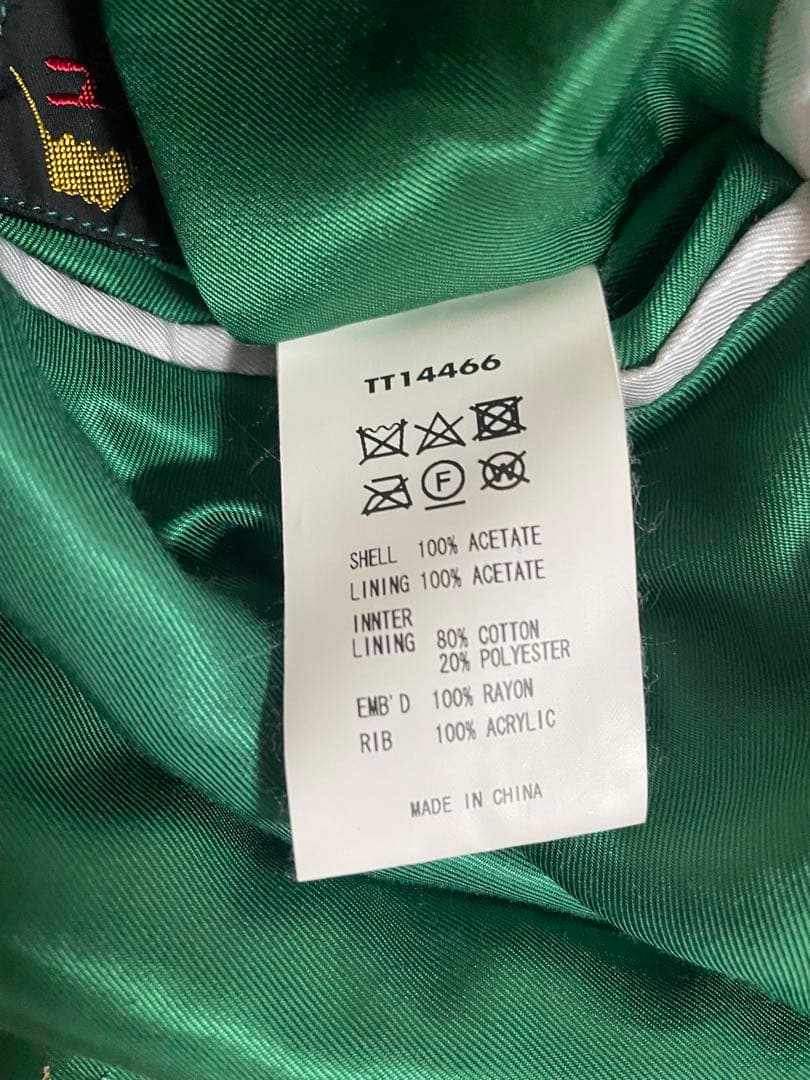 TT14466
F
W
SHELL 100% ACETATE
LINING 100% ACETATE
INNTER
LINING 80% COTTON
20% POLYESTER
EMB'D 100% RAYON
RIB 100% ACRYLIC
MADE IN CHINA